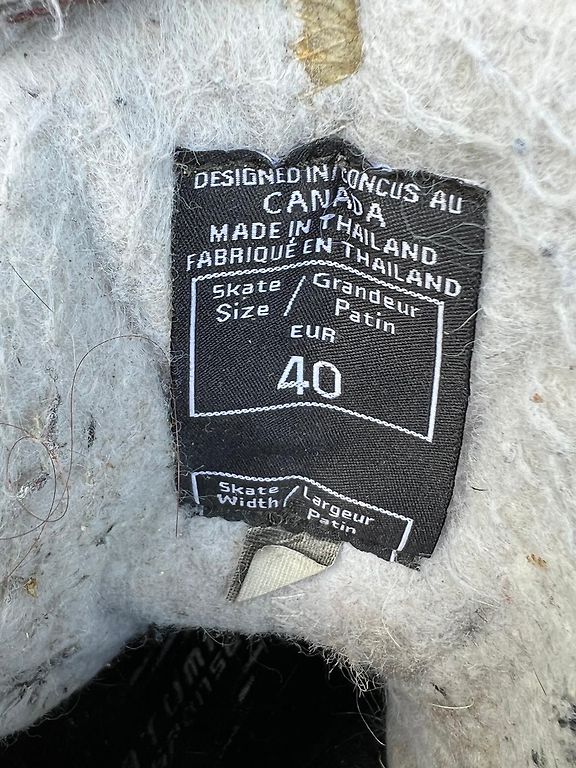 DESIGNED IN/CONCUS AU
CANADA
MADE IN THAILAND
FABRIQUÉ EN THAILAND
Skate / Grandeur
Size Patin
EUR
40
Skate / Largeur
Width Patin